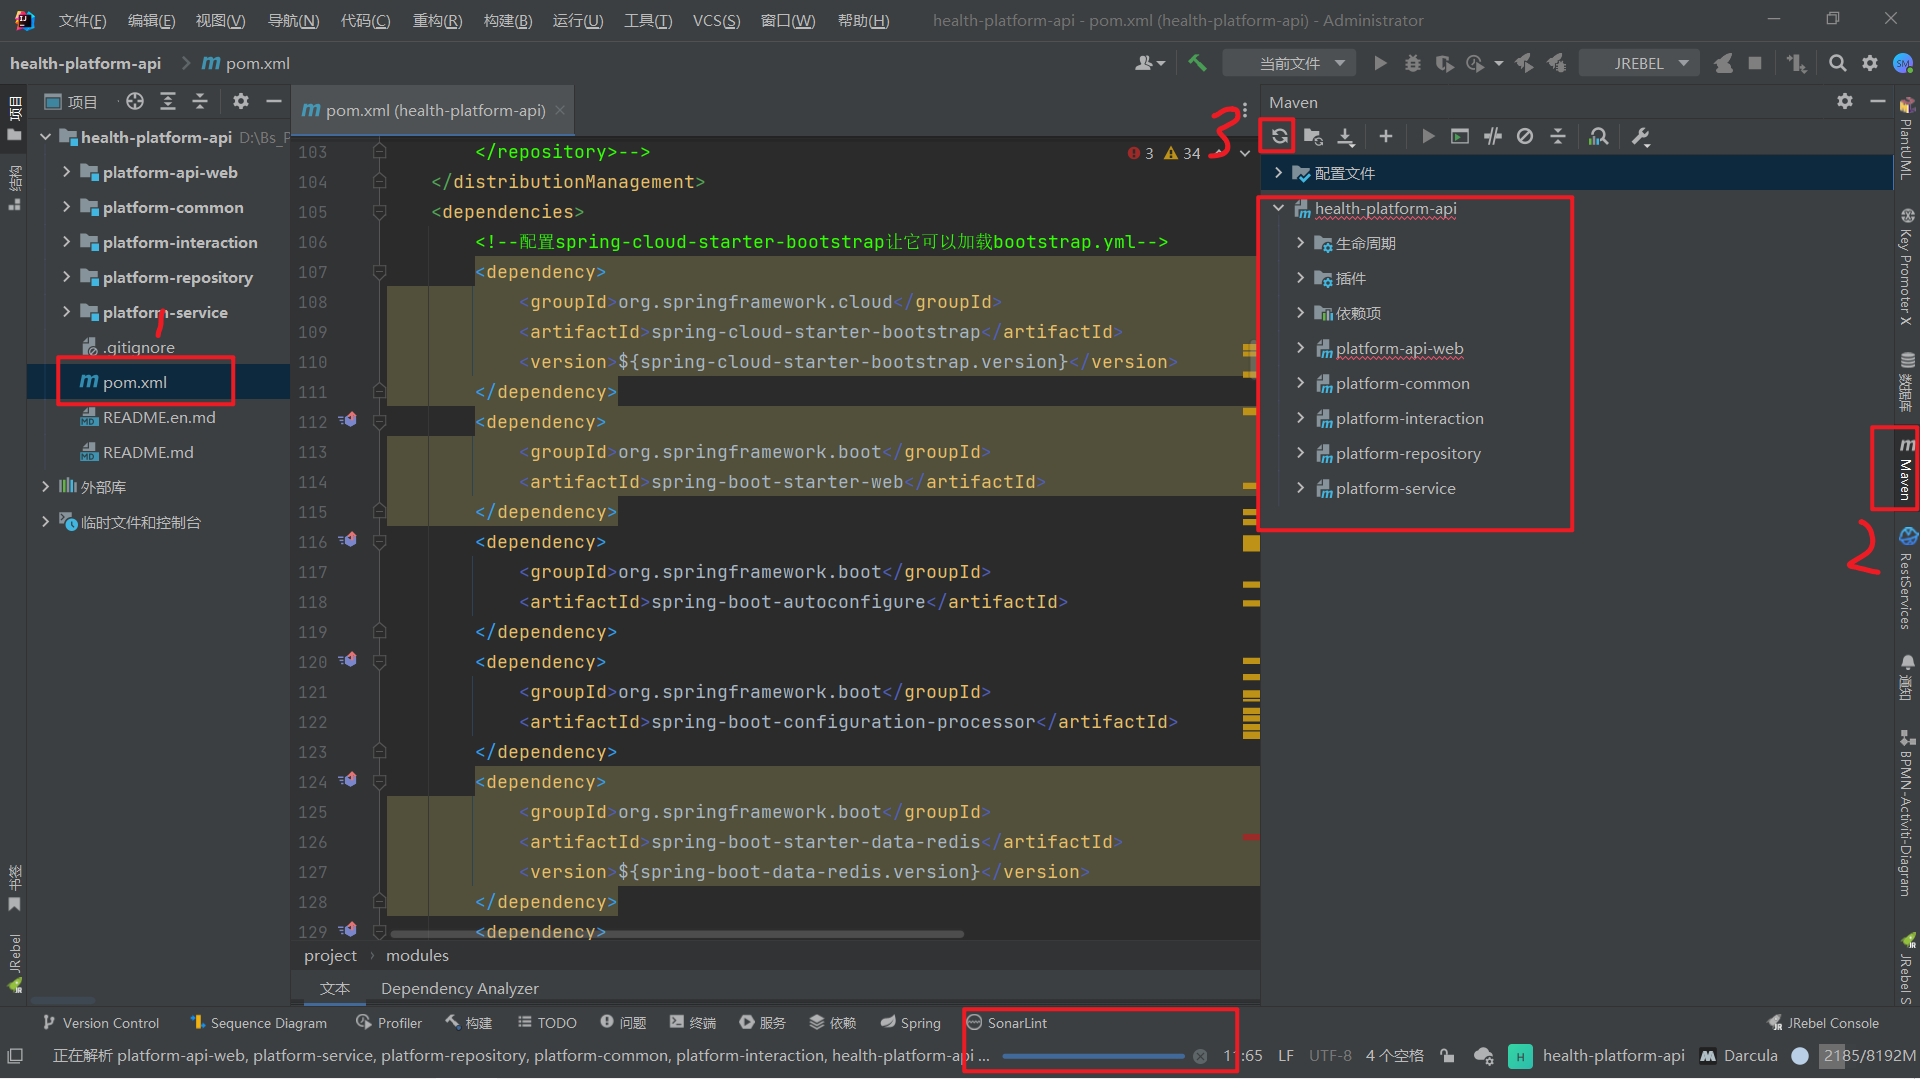 文件(F) 编辑(E) 视图(V) 导航(N) 代码(C) 重构(R) 构建(B) 运行(U) 工具(T) VCS(S) 窗口(W) 帮助(H) health-platform-api - pom.xml (health-platform-api) - Administrator
health-platform-api m pom.xml 当前文件 JREBEL SM
项目
pom.xml (health-platform-api)
Maven
3
health-platform-api D:\Bs_P
platform-api-web
platform-common
platform-interaction
platform-repository
platform-service
1
.gitignore
pom.xml
README.en.md
README.md
外部库
临时文件和控制台
3 34
103 </repository>-->
104 </distributionManagement>
105 <dependencies>
106 <!--配置spring-cloud-starter-bootstrap让它可以加载bootstrap.yml-->
107 <dependency>
108 <groupId>org.springframework.cloud</groupId>
109 <artifactId>spring-cloud-starter-bootstrap</artifactId>
110 <version>${spring-cloud-starter-bootstrap.version}</version>
111 </dependency>
112 <dependency>
113 <groupId>org.springframework.boot</groupId>
114 <artifactId>spring-boot-starter-web</artifactId>
115 </dependency>
116 <dependency>
117 <groupId>org.springframework.boot</groupId>
118 <artifactId>spring-boot-autoconfigure</artifactId>
119 </dependency>
120 <dependency>
121 <groupId>org.springframework.boot</groupId>
122 <artifactId>spring-boot-configuration-processor</artifactId>
123 </dependency>
124 <dependency>
125 <groupId>org.springframework.boot</groupId>
126 <artifactId>spring-boot-starter-data-redis</artifactId>
127 <version>${spring-boot-data-redis.version}</version>
128 </dependency>
129 <dependency>
project › modules
文本 Dependency Analyzer
配置文件
health-platform-api
生命周期
插件
依赖项
platform-api-web
platform-common
platform-interaction
platform-repository
platform-service
2
项目
结构
书签
JRebel
PlantUML
Key Promoter X
数据库
Maven
RestServices
通知
BPMN-Activiti-Diagram
JRebel S
Version Control Sequence Diagram Profiler 构建 TODO 问题 终端 服务 依赖 Spring SonarLint JRebel Console
正在解析 platform-api-web, platform-service, platform-repository, platform-common, platform-interaction, health-platform-api ... 11:65 LF UTF-8 4 个空格 H health-platform-api Darcula 2185/8192M